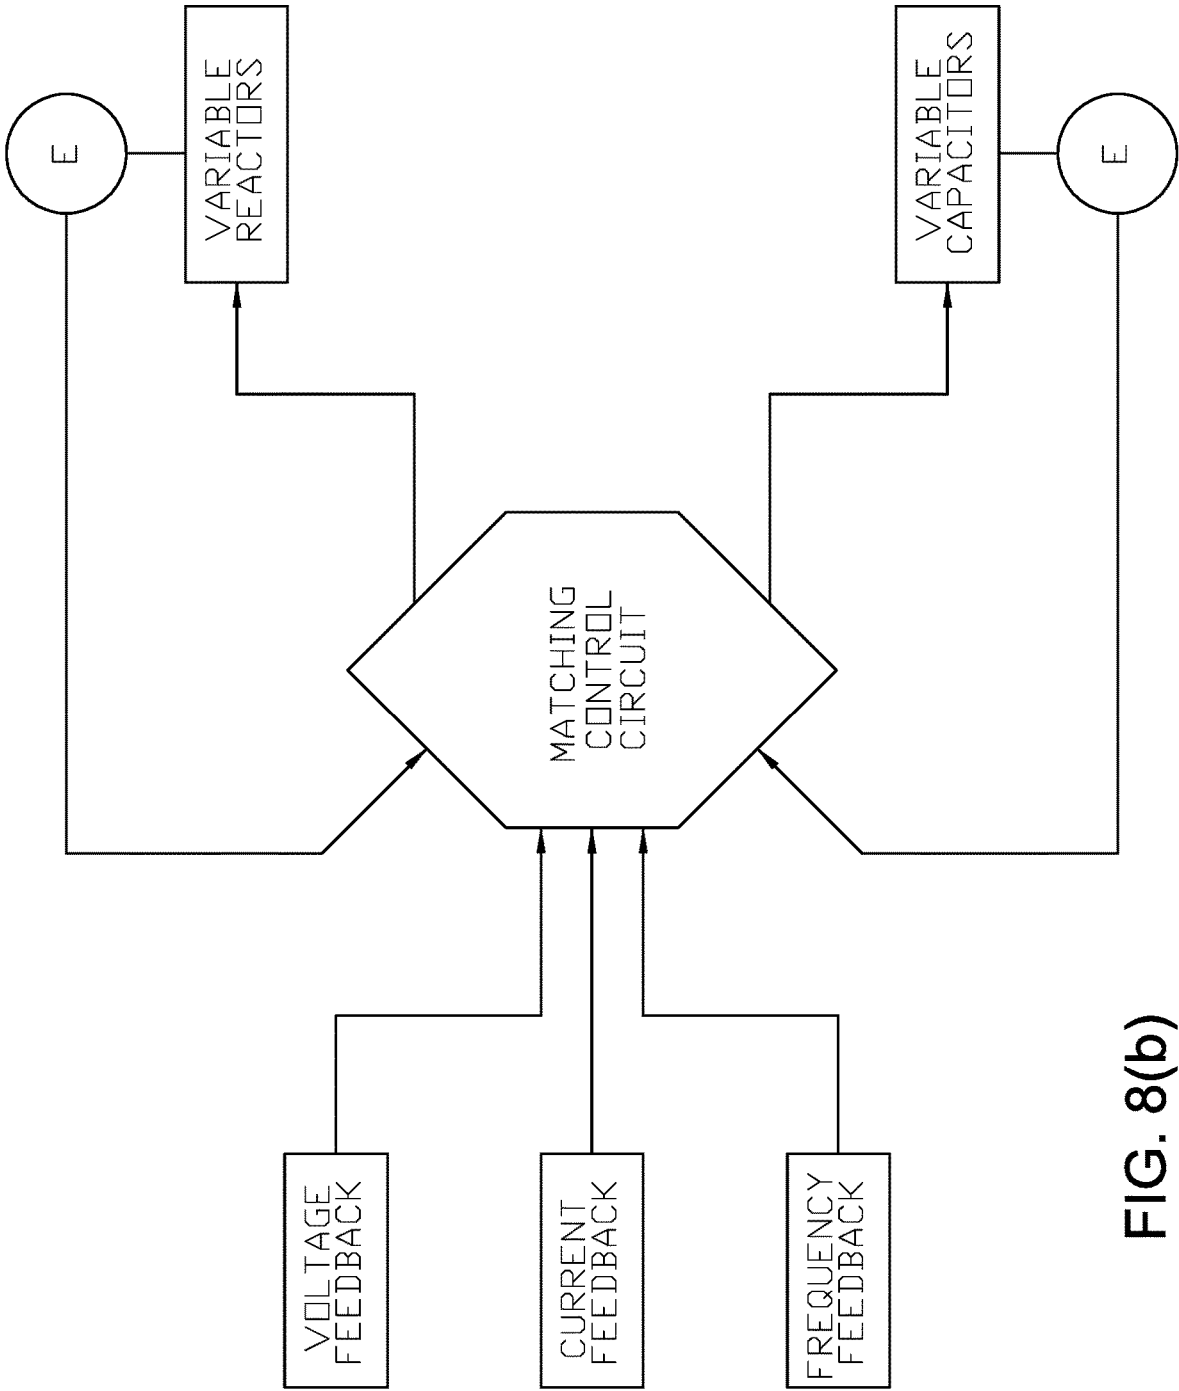 E
VARIABLE
REACTORS
VARIABLE
CAPACITORS
E
MATCHING
CONTROL
CIRCUIT
VOLTAGE
FEEDBACK
CURRENT
FEEDBACK
FREQUENCY
FEEDBACK
FIG. 8(b)